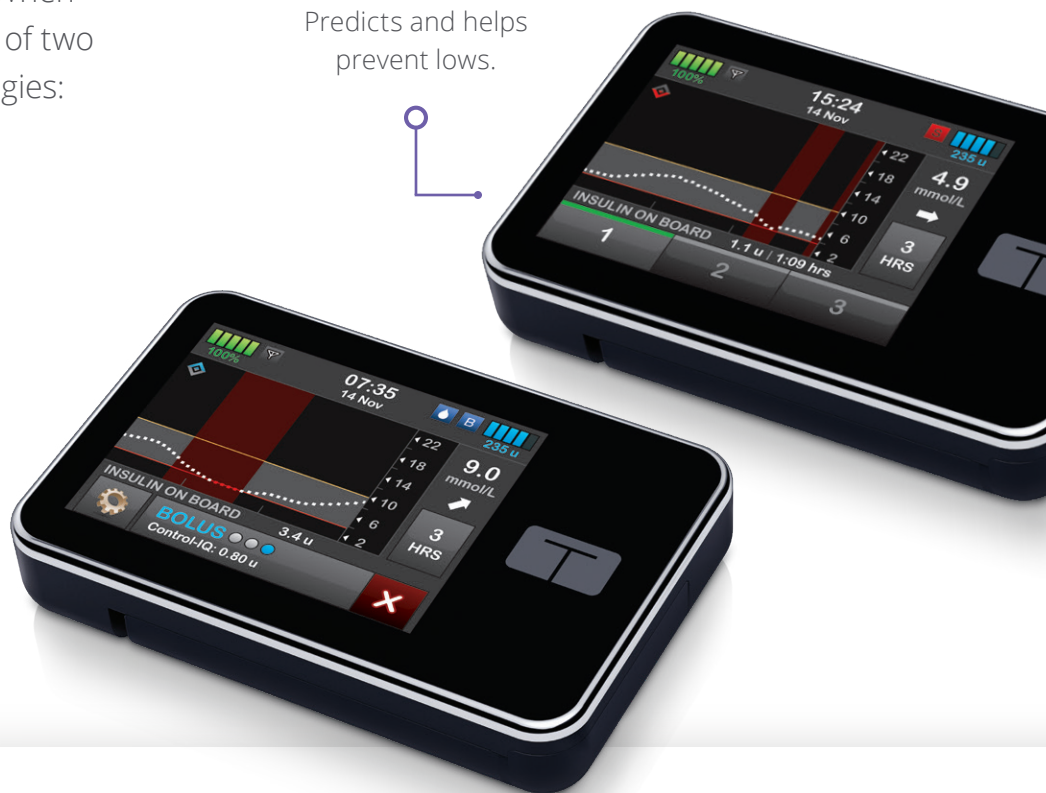 when
of two
gies:
Predicts and helps
prevent lows.
100%
15:24
14 Nov
235 u
22
18
14
10
6
2
4.9
mmol/L
3
HRS
INSULIN ON BOARD
1.1 u | 1:09 hrs
1
2
3
100%
07:35
14 Nov
B
235 u
22
18
14
10
6
2
9.0
mmol/L
3
HRS
INSULIN ON BOARD
3.4 u
BOLUS
Control-IQ: 0.80 u
X